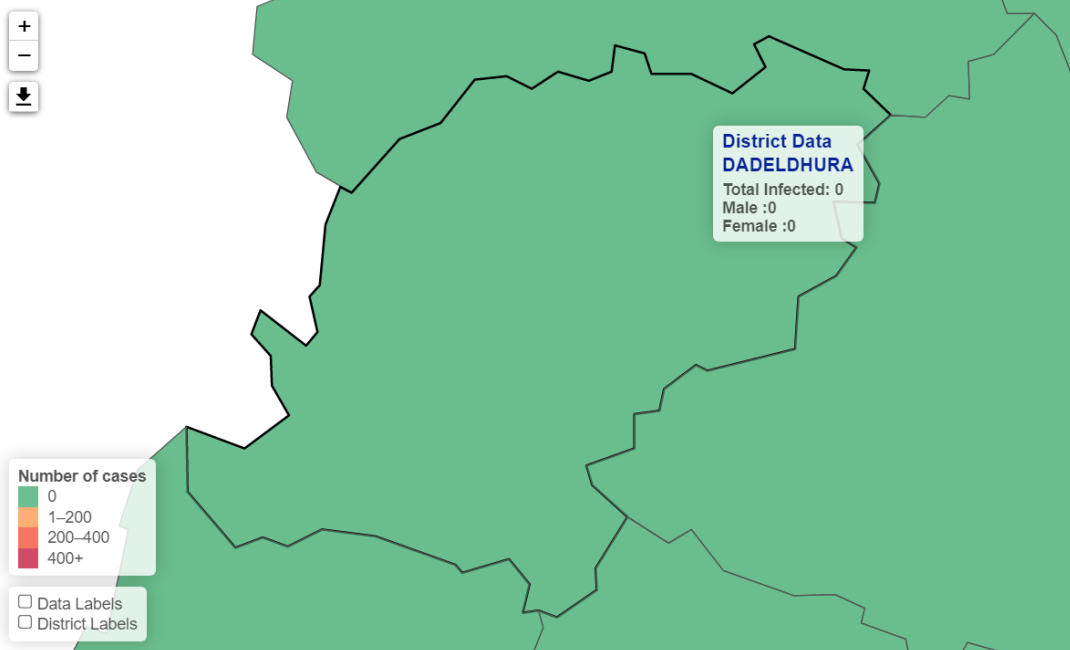 +
−
District Data
DADELDHURA
Total Infected: 0
Male :0
Female :0
Number of cases
0
1–200
200–400
400+
Data Labels
District Labels